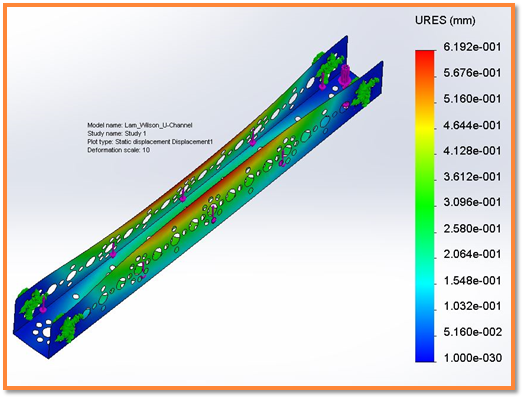 URES (mm)
6.192e-001
5.676e-001
5.160e-001
4.644e-001
4.128e-001
3.612e-001
3.096e-001
2.580e-001
2.064e-001
1.548e-001
1.032e-001
5.160e-002
1.000e-030
Model name: Lam_Wilson_U-Channel
Study name: Study 1
Plot type: Static displacement Displacement1
Deformation scale: 10